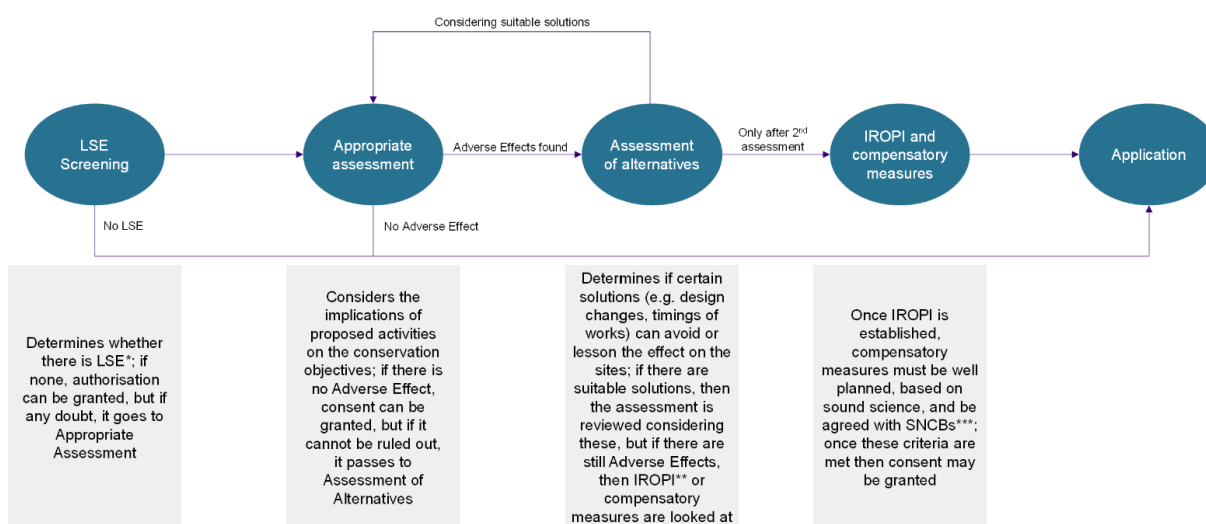 Considering suitable solutions
LSE
Screening
Appropriate
assessment
Adverse Effects found
Assessment
of alternatives
Only after 2nd
assessment
IROPI and
compensatory
measures
Application
No LSE
No Adverse Effect
Determines whether
there is LSE*; if
none, authorisation
can be granted, but if
any doubt, it goes to
Appropriate
Assessment
Considers the
implications of
proposed activities
on the conservation
objectives; if there is
no Adverse Effect,
consent can be
granted, but if it
cannot be ruled out,
it passes to
Assessment of
Alternatives
Determines if certain
solutions (e.g. design
changes, timings of
works) can avoid or
lesson the effect on the
sites; if there are
suitable solutions, then
the assessment is
reviewed considering
these, but if there are
still Adverse Effects,
then IROPI** or
compensatory
measures are looked at
Once IROPI is
established,
compensatory
measures must be well
planned, based on
sound science, and be
agreed with SNCBs***;
once these criteria are
met then consent may
be granted